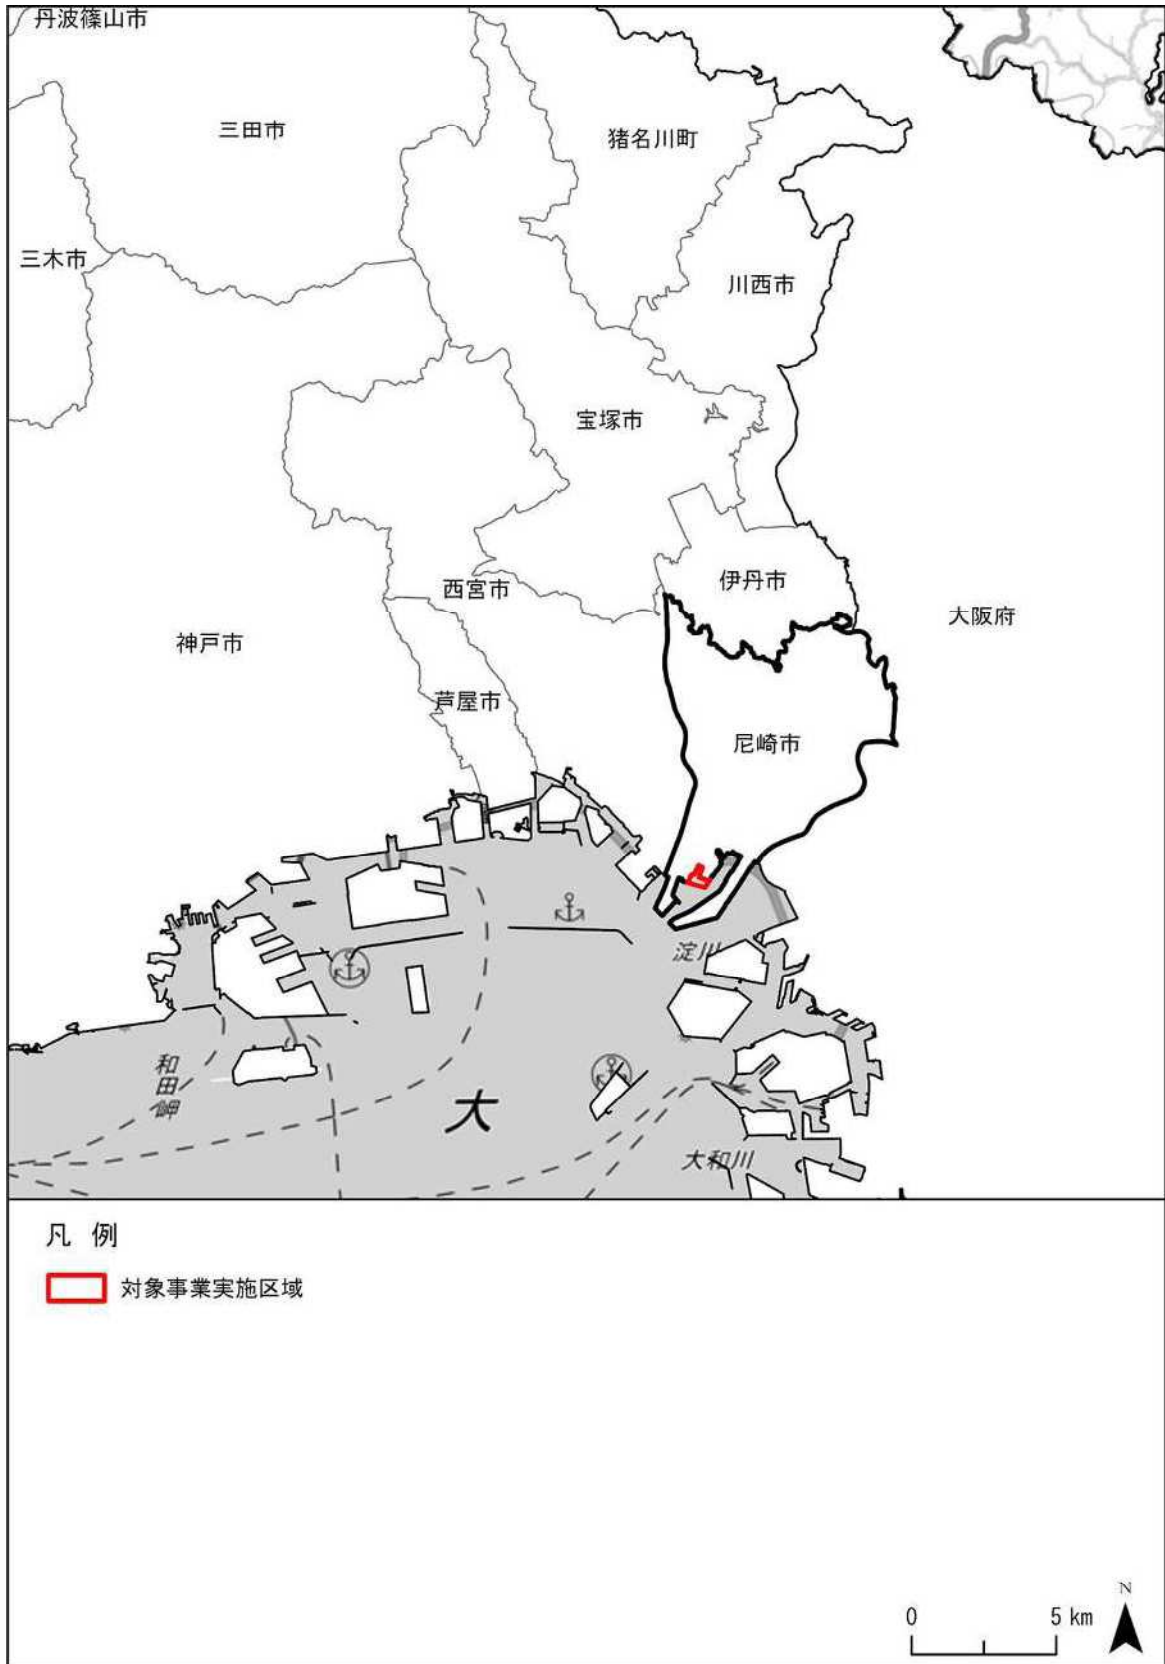 丹波篠山市
三田市
猪名川町
三木市
川西市
宝塚市
伊丹市
西宮市
大阪府
神戸市
芦屋市
尼崎市
淀川
和田岬
大
大和川
凡 例
対象事業実施区域
N
0 5 km